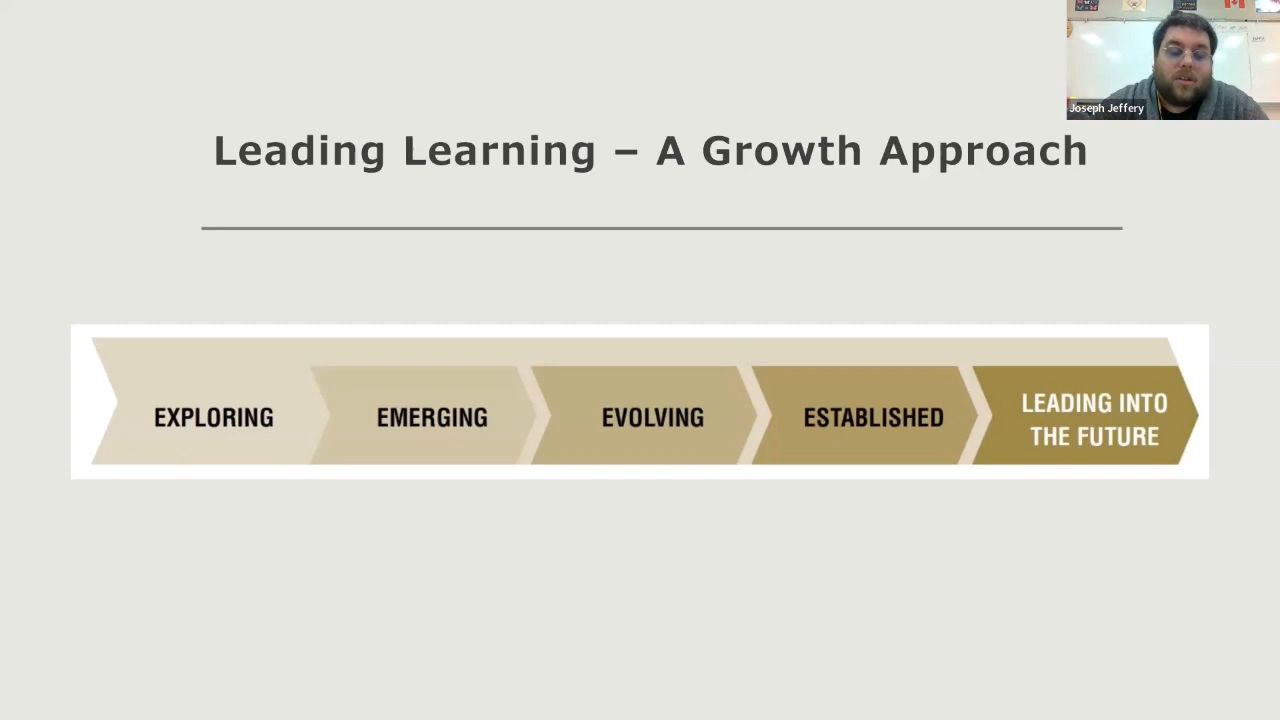 Joseph Jeffery
Leading Learning – A Growth Approach
EXPLORING
EMERGING
EVOLVING
ESTABLISHED
LEADING INTO
THE FUTURE